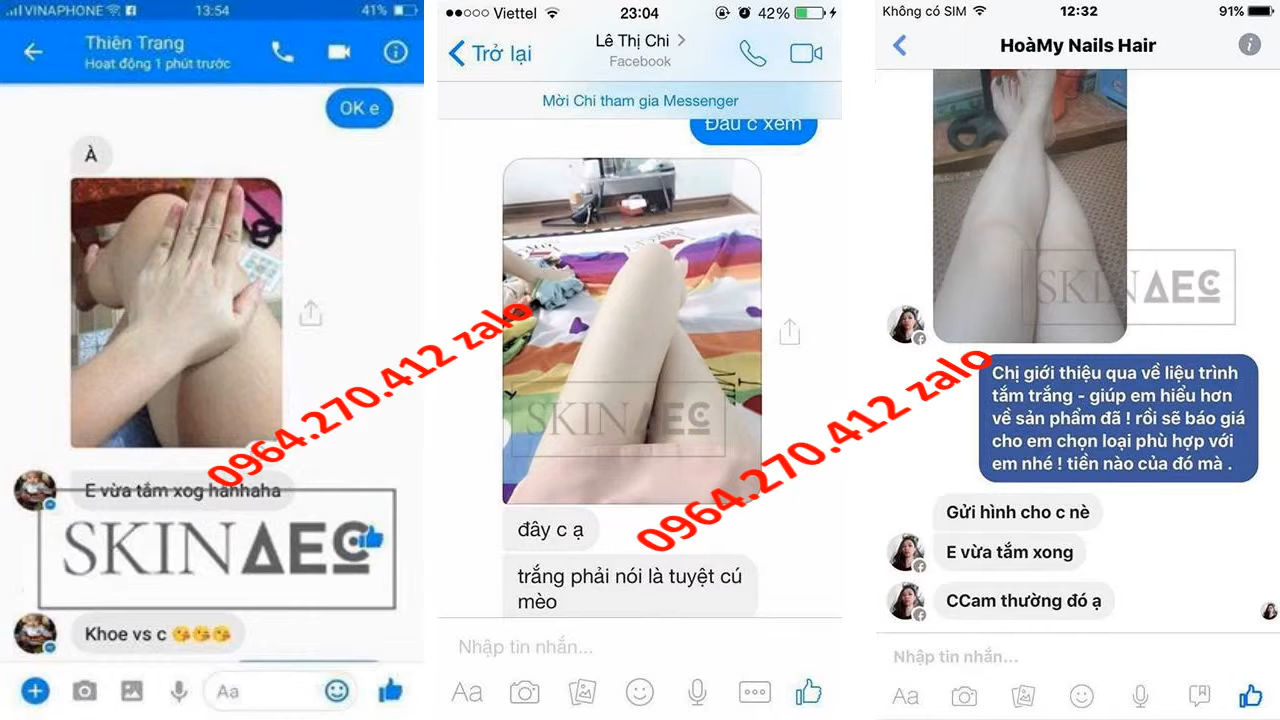 VINAPHONE
13:54
41%
Thiên Trang
Hoạt động 1 phút trước
OK e
À
E vừa tắm xog hahhaha
SKINAEC
Khoe vs c 😘😘😘
Aa
Viettel
23:04
42%
Trở lại
Lê Thị Chi
Facebook
Mời Chi tham gia Messenger
Đâu c xem
SKINAEC
đây c ạ
trắng phải nói là tuyệt cú
mèo
Nhập tin nhắn...
Aa
Không có SIM
12:32
91%
HoàMy Nails Hair
SKINAEC
Chị giới thiệu qua về liệu trình
tắm trắng - giúp em hiểu hơn
về sản phẩm đã ! rồi sẽ báo giá
cho em chọn loại phù hợp với
em nhé ! tiền nào của đó mà .
Gửi hình cho c nè
E vừa tắm xong
CCam thường đó ạ
Nhập tin nhắn...
Aa
0964.270.412 zalo
0964.270.412 zalo